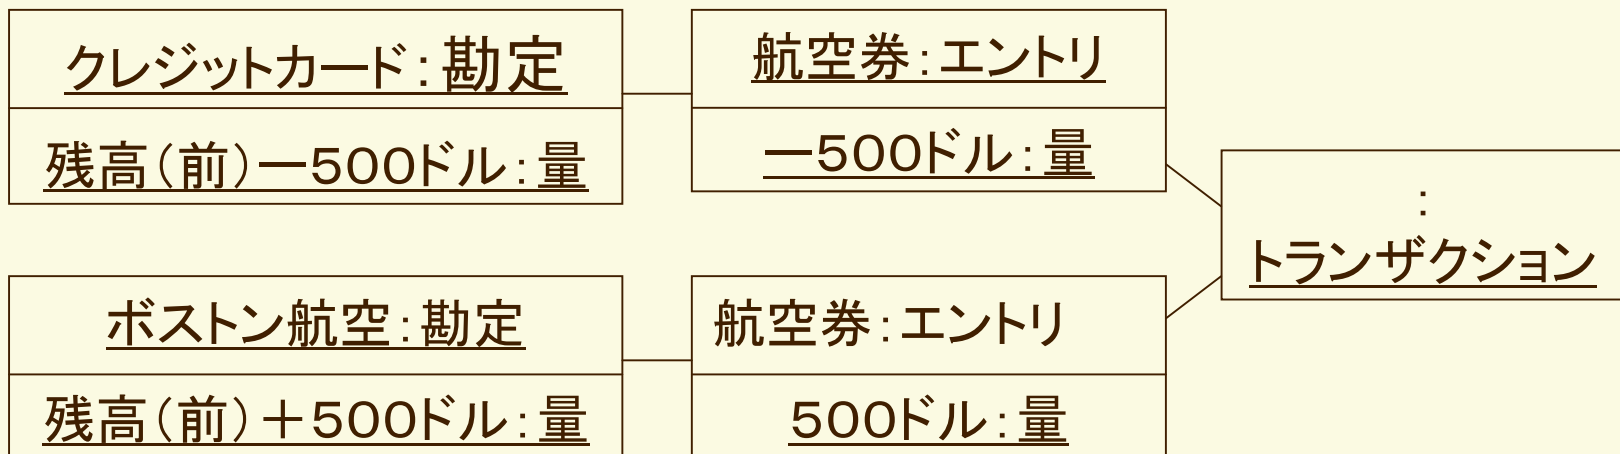 クレジットカード：勘定
残高（前）－500ドル：量
航空券：エントリ
－500ドル：量
：
トランザクション
ボストン航空：勘定
残高（前）＋500ドル：量
航空券：エントリ
500ドル：量